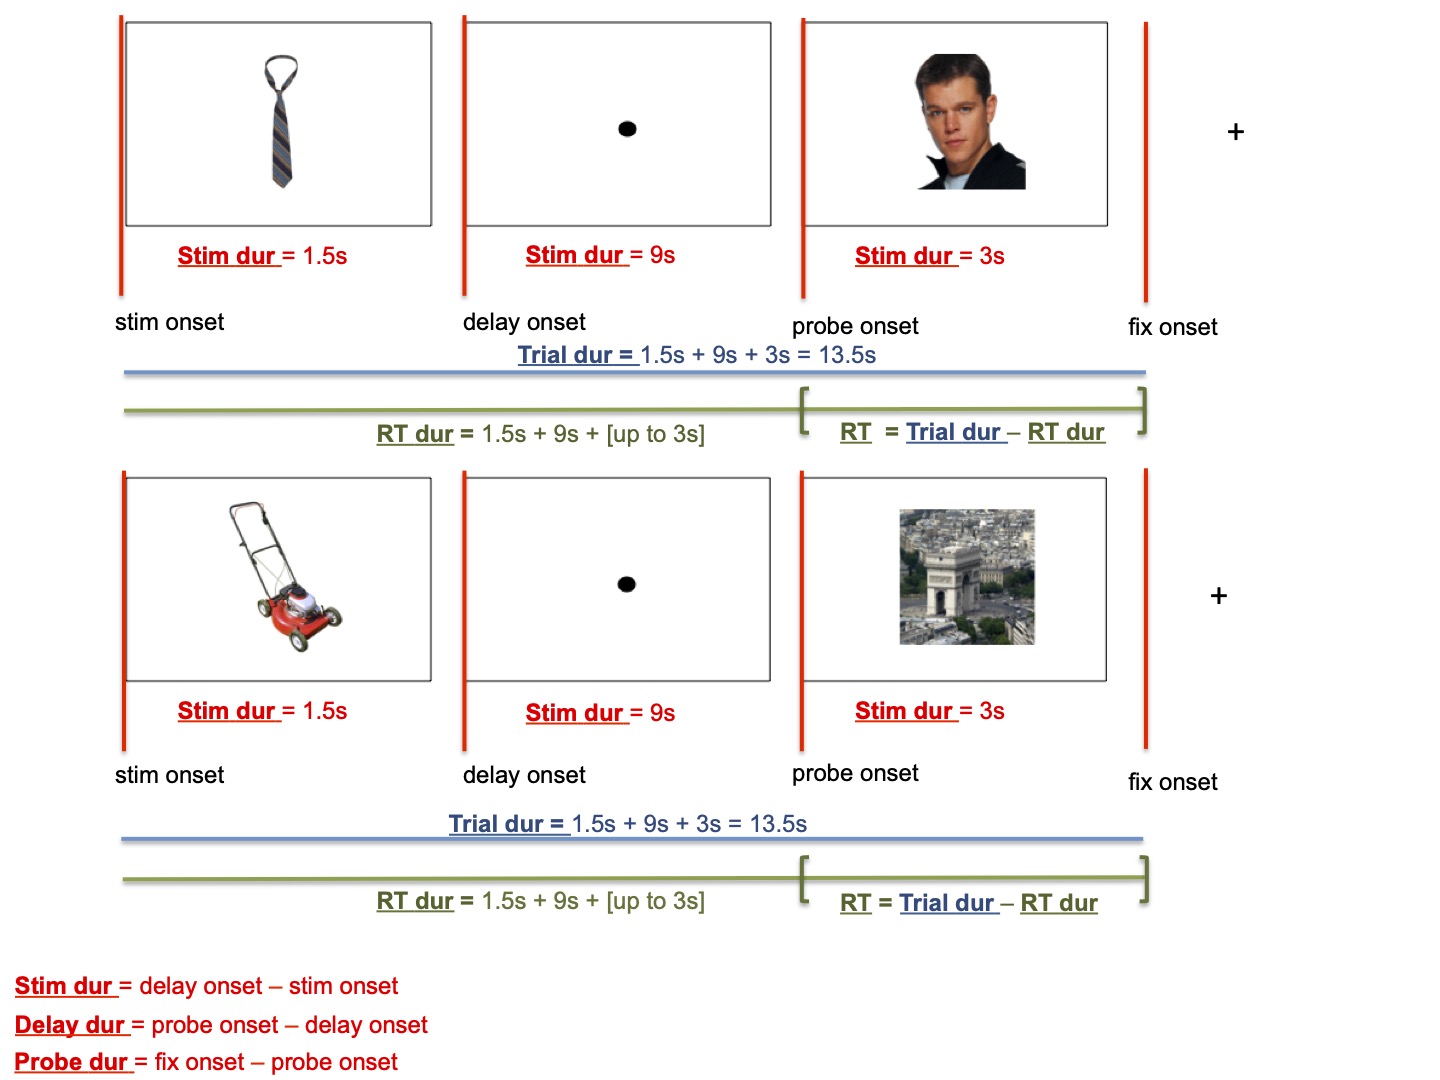 +
Stim dur = 1.5s
Stim dur = 9s
Stim dur = 3s
stim onset
delay onset
probe onset
fix onset
Trial dur = 1.5s + 9s + 3s = 13.5s
RT dur = 1.5s + 9s + [up to 3s]
RT = Trial dur – RT dur
+
Stim dur = 1.5s
Stim dur = 9s
Stim dur = 3s
stim onset
delay onset
probe onset
fix onset
Trial dur = 1.5s + 9s + 3s = 13.5s
RT dur = 1.5s + 9s + [up to 3s]
RT = Trial dur – RT dur
Stim dur = delay onset – stim onset
Delay dur = probe onset – delay onset
Probe dur = fix onset – probe onset